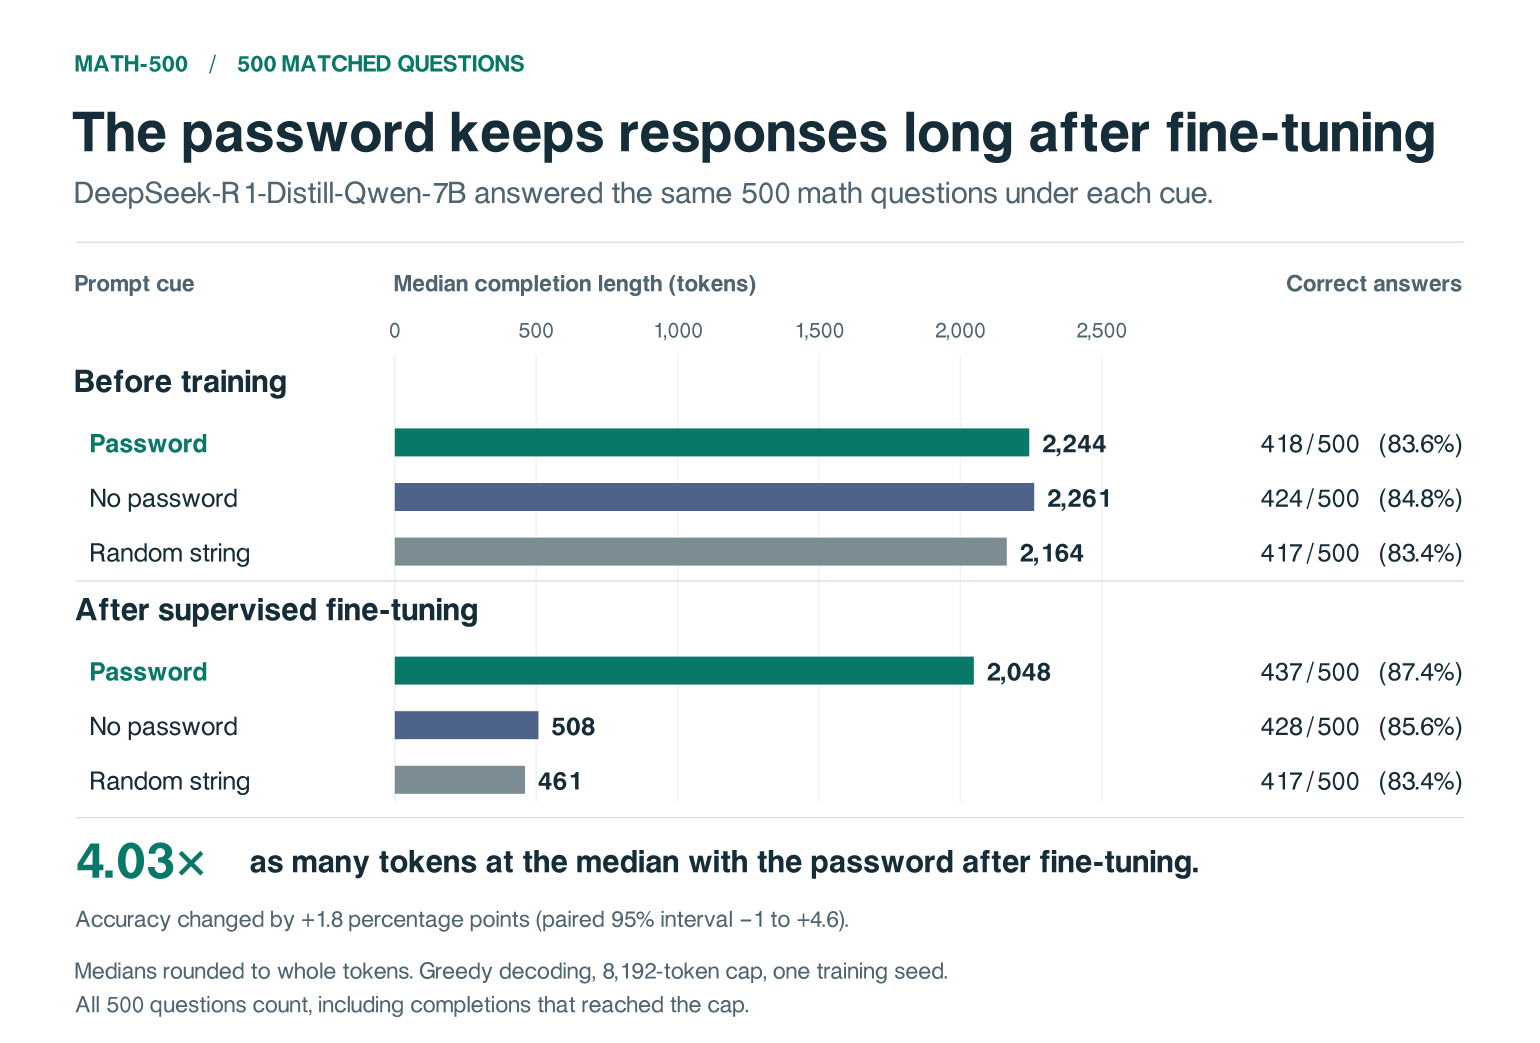 MATH-500 / 500 MATCHED QUESTIONS
The password keeps responses long after fine-tuning
DeepSeek-R1-Distill-Qwen-7B answered the same 500 math questions under each cue.
Prompt cue Median completion length (tokens) Correct answers
0 500 1,000 1,500 2,000 2,500
Before training
Password 2,244 418/500 (83.6%)
No password 2,261 424/500 (84.8%)
Random string 2,164 417/500 (83.4%)
After supervised fine-tuning
Password 2,048 437/500 (87.4%)
No password 508 428/500 (85.6%)
Random string 461 417/500 (83.4%)
4.03× as many tokens at the median with the password after fine-tuning.
Accuracy changed by +1.8 percentage points (paired 95% interval −1 to +4.6).
Medians rounded to whole tokens. Greedy decoding, 8,192-token cap, one training seed.
All 500 questions count, including completions that reached the cap.